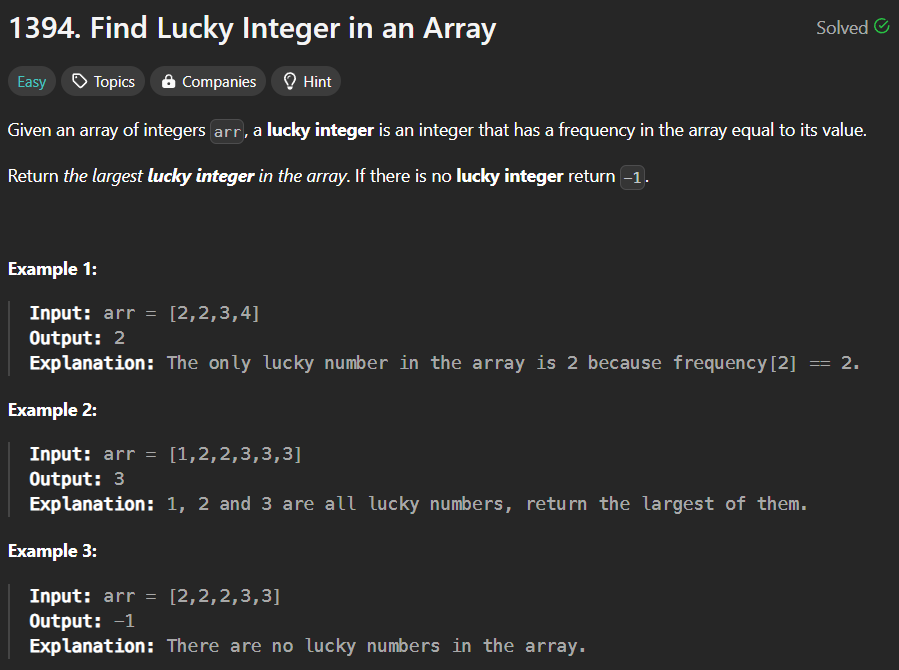 1394. Find Lucky Integer in an Array
Solved
Easy Topics Companies Hint
Given an array of integers arr, a lucky integer is an integer that has a frequency in the array equal to its value.
Return the largest lucky integer in the array. If there is no lucky integer return -1.
Example 1:
Input: arr = [2,2,3,4]
Output: 2
Explanation: The only lucky number in the array is 2 because frequency[2] == 2.
Example 2:
Input: arr = [1,2,2,3,3,3]
Output: 3
Explanation: 1, 2 and 3 are all lucky numbers, return the largest of them.
Example 3:
Input: arr = [2,2,2,3,3]
Output: -1
Explanation: There are no lucky numbers in the array.